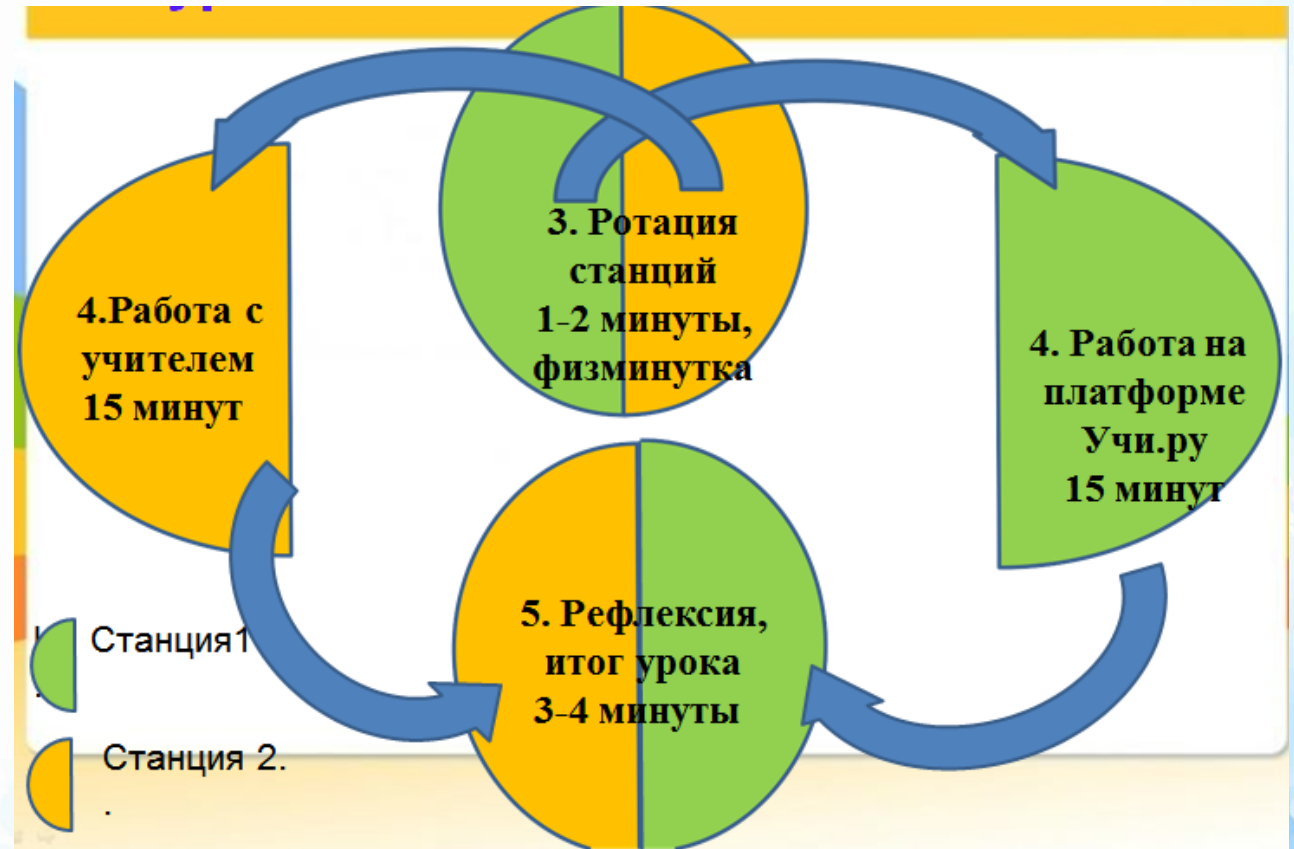 3. Ротация
станций
1-2 минуты,
физминутка
4.Работа с
учителем
15 минут
4. Работа на
платформе
Учи.ру
15 минут
5. Рефлексия,
итог урока
3-4 минуты
Станция1
.
Станция 2.
.